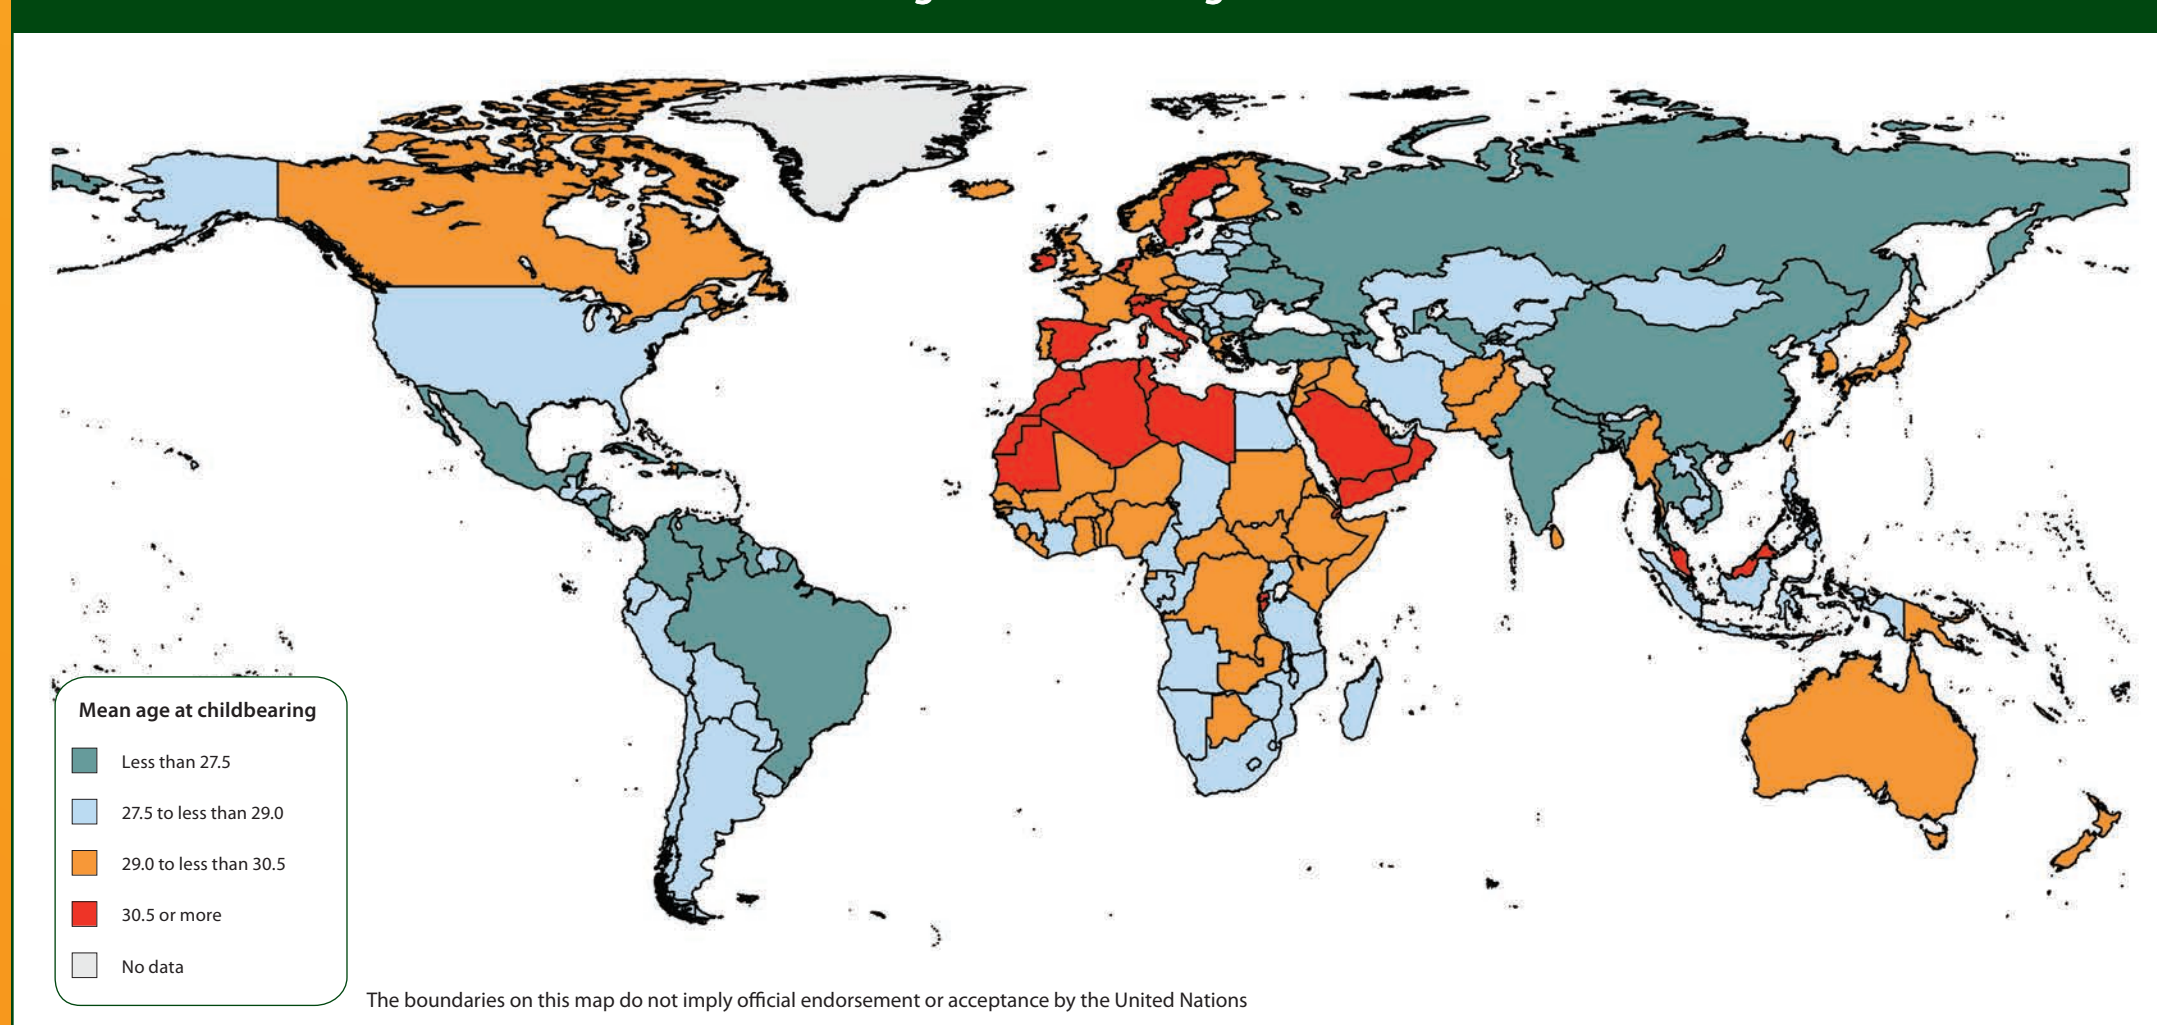 Mean age at childbearing
Less than 27.5
27.5 to less than 29.0
29.0 to less than 30.5
30.5 or more
No data
The boundaries on this map do not imply official endorsement or acceptance by the United Nations